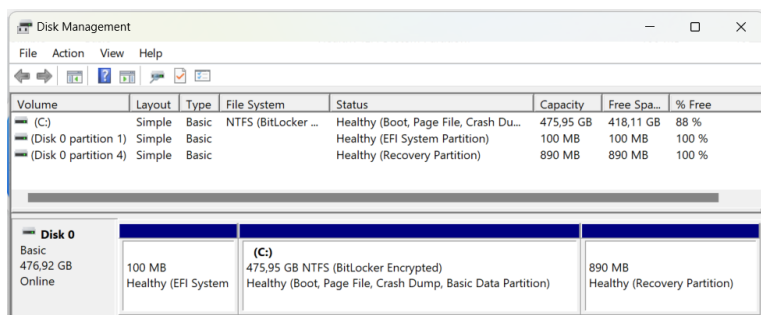 Disk Management
File Action View Help
Volume Layout Type File System Status Capacity Free Spa... % Free
(C:) Simple Basic NTFS (BitLocker ... Healthy (Boot, Page File, Crash Du... 475,95 GB 418,11 GB 88 %
(Disk 0 partition 1) Simple Basic Healthy (EFI System Partition) 100 MB 100 MB 100 %
(Disk 0 partition 4) Simple Basic Healthy (Recovery Partition) 890 MB 890 MB 100 %
Disk 0
Basic
476,92 GB
Online
100 MB
Healthy (EFI System
(C:)
475,95 GB NTFS (BitLocker Encrypted)
Healthy (Boot, Page File, Crash Dump, Basic Data Partition)
890 MB
Healthy (Recovery Partition)